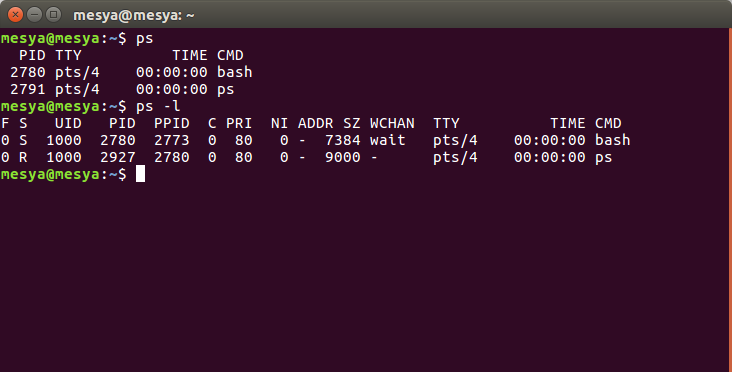 mesya@mesya: ~
mesya@mesya:~$ ps
  PID TTY          TIME CMD
 2780 pts/4    00:00:00 bash
 2791 pts/4    00:00:00 ps
mesya@mesya:~$ ps -l
F S   UID   PID  PPID  C PRI  NI ADDR SZ WCHAN  TTY          TIME CMD
0 S  1000  2780  2773  0  80   0 -  7384 wait   pts/4    00:00:00 bash
0 R  1000  2927  2780  0  80   0 -  9000 -      pts/4    00:00:00 ps
mesya@mesya:~$